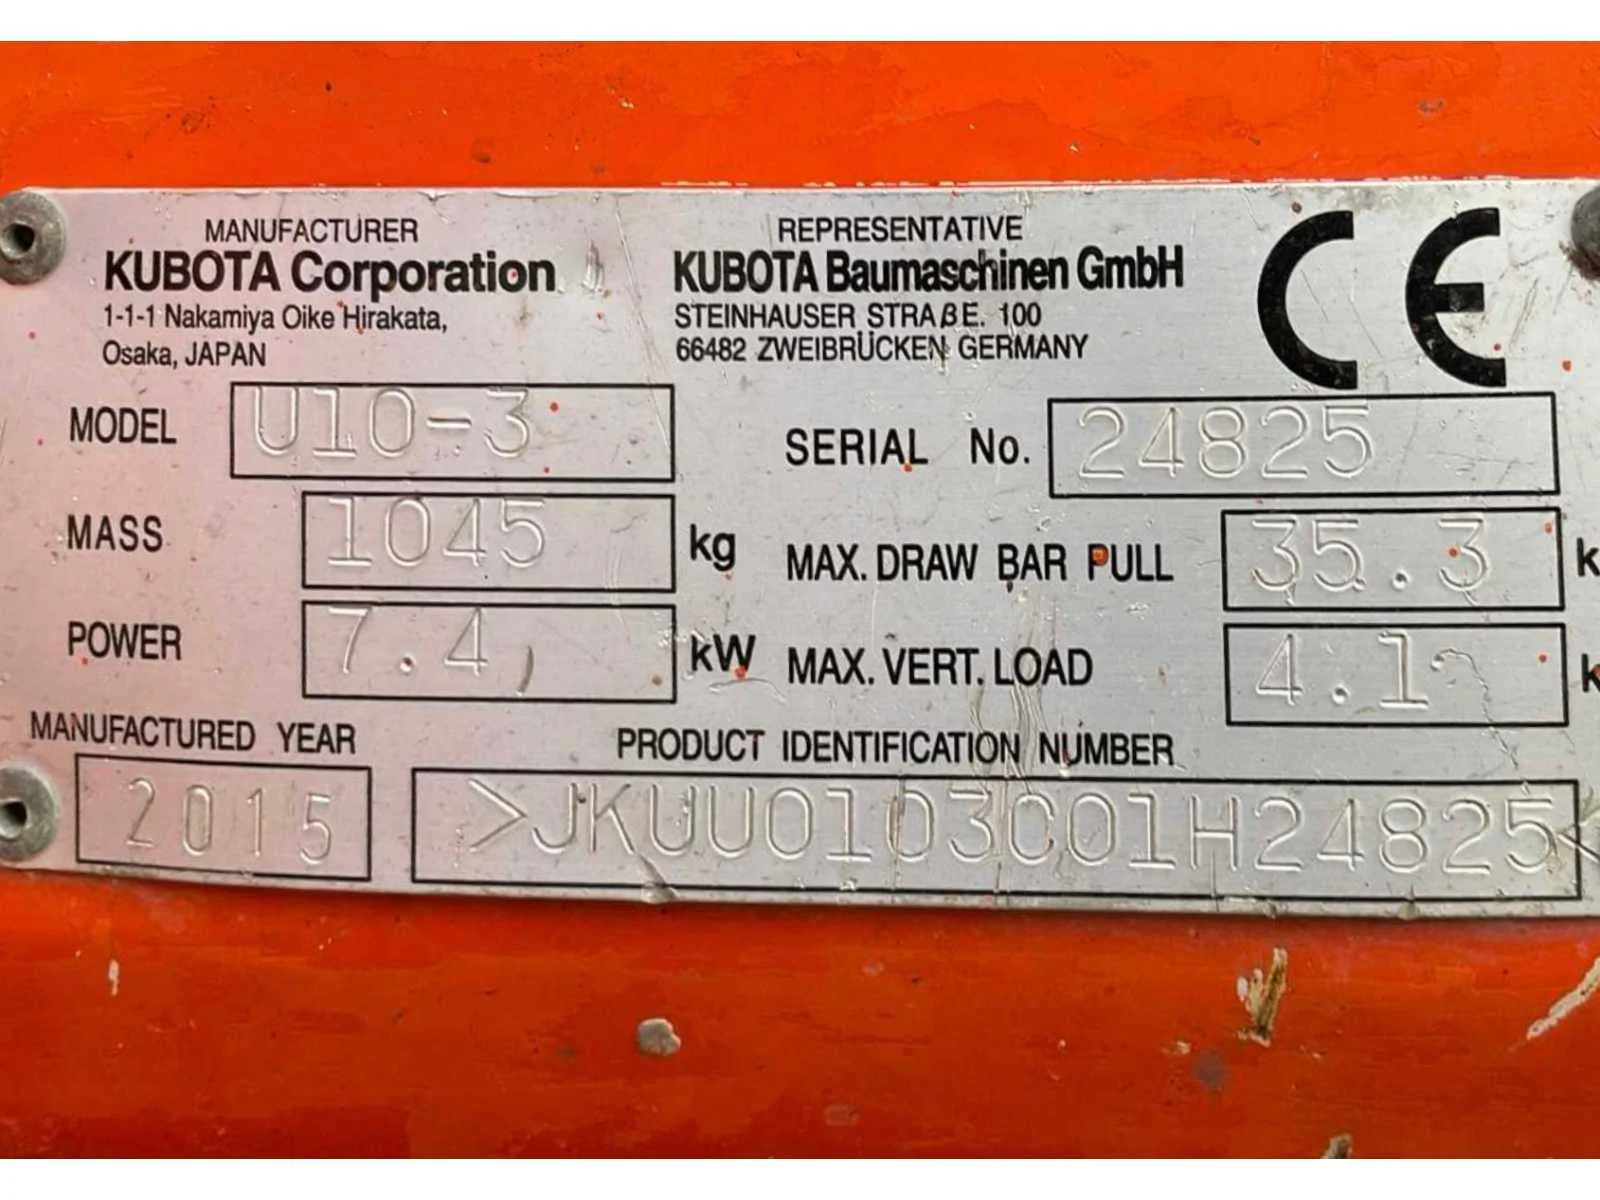 MANUFACTURER
KUBOTA Corporation
1-1-1 Nakamiya Oike Hirakata,
Osaka, JAPAN
REPRESENTATIVE
KUBOTA Baumaschinen GmbH
STEINHAUSER STRAßE. 100
66482 ZWEIBRÜCKEN GERMANY
CE
MODEL U10-3
SERIAL No. 24825
MASS 1045 kg
MAX. DRAW BAR PULL 35.3 k
POWER 7.4 kW
MAX. VERT. LOAD 4.1 k
MANUFACTURED YEAR
2015
PRODUCT IDENTIFICATION NUMBER
>JKUU0103C01H24825<